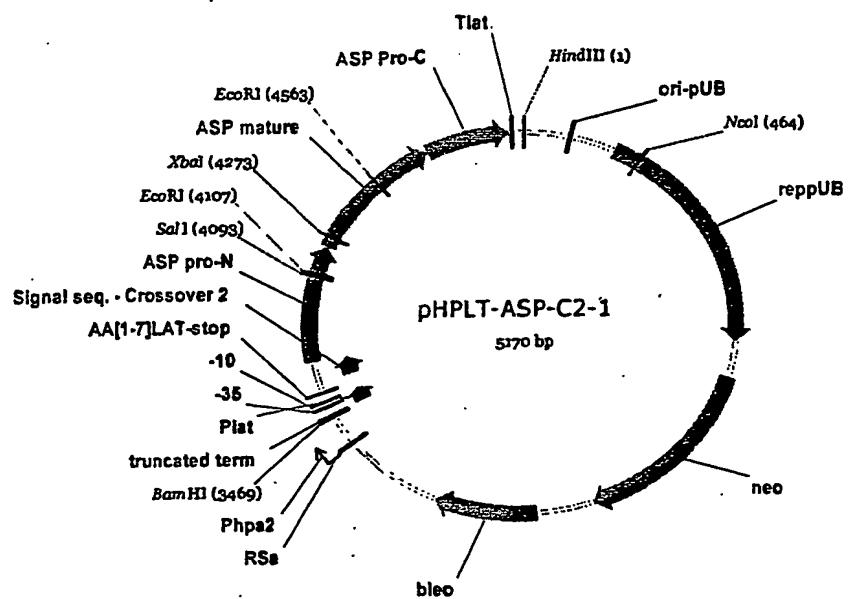 Tlat
HindIII (1)
ASP Pro-C
ori-pUB
EcoRI (4563)
NcoI (464)
ASP mature
XbaI (4273)
reppUB
EcoRI (4107)
SalI (4093)
ASP pro-N
Signal seq. - Crossover 2
pHPLT-ASP-C2-1
5170 bp
AA[1-7]LAT-stop
-10
-35
Plat
truncated term
BamHI (3469)
neo
Phpa2
RSa
bleo